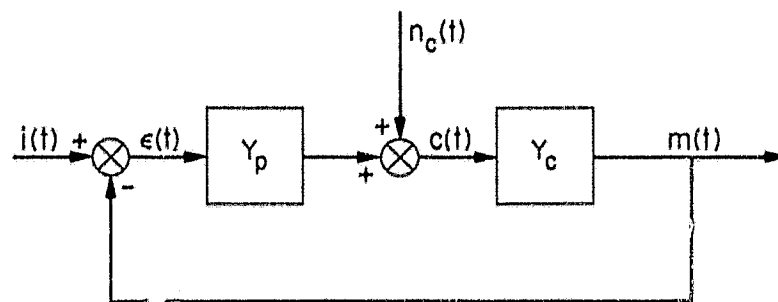 n_c(t)
i(t) + ϵ(t) Y_p + c(t) Y_c m(t)
+
-